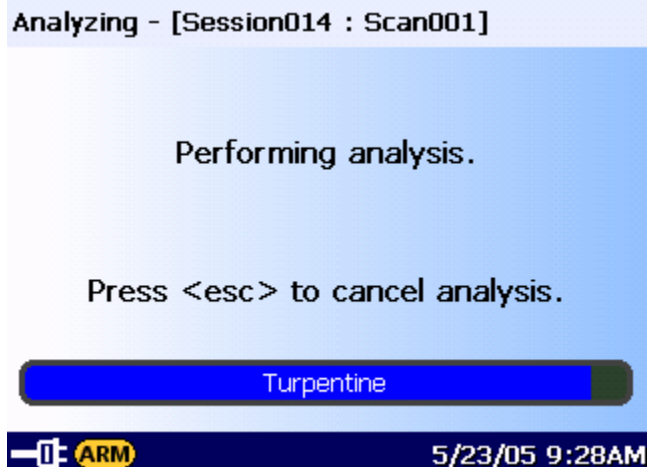 Analyzing - [Session014 : Scan001]
Performing analysis.
Press <esc> to cancel analysis.
Turpentine
ARM 5/23/05 9:28AM